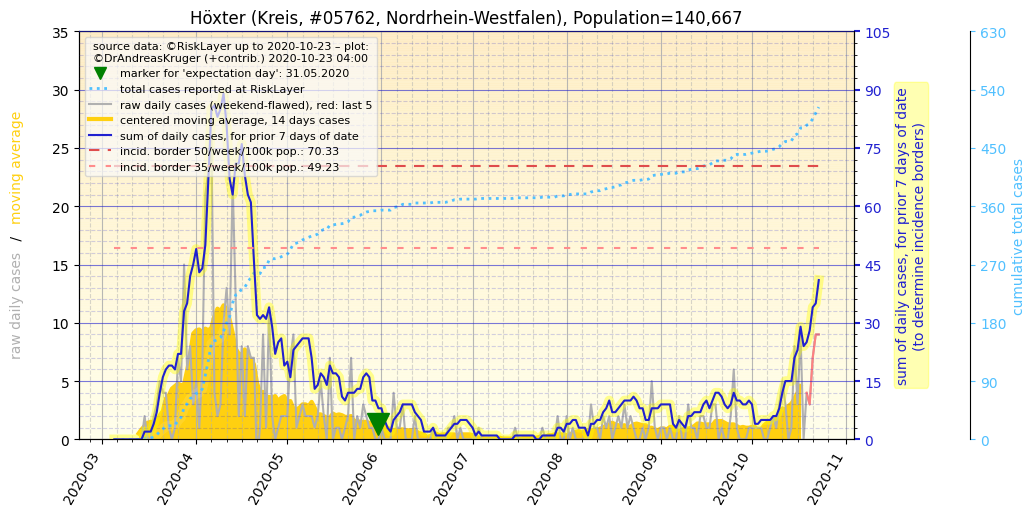 Höxter (Kreis, #05762, Nordrhein-Westfalen), Population=140,667
source data: ©RiskLayer up to 2020-10-23 – plot:
©DrAndreasKruger (+contrib.) 2020-10-23 04:00
marker for 'expectation day': 31.05.2020
total cases reported at RiskLayer
raw daily cases (weekend-flawed), red: last 5
centered moving average, 14 days cases
sum of daily cases, for prior 7 days of date
incid. border 50/week/100k pop.: 70.33
incid. border 35/week/100k pop.: 49.23
raw daily cases / moving average
35
30
25
20
15
10
5
0
105
90
75
60
45
30
15
0
sum of daily cases, for prior 7 days of date
(to determine incidence borders)
630
540
450
360
270
180
90
0
cumulative total cases
2020-03
2020-04
2020-05
2020-06
2020-07
2020-08
2020-09
2020-10
2020-11